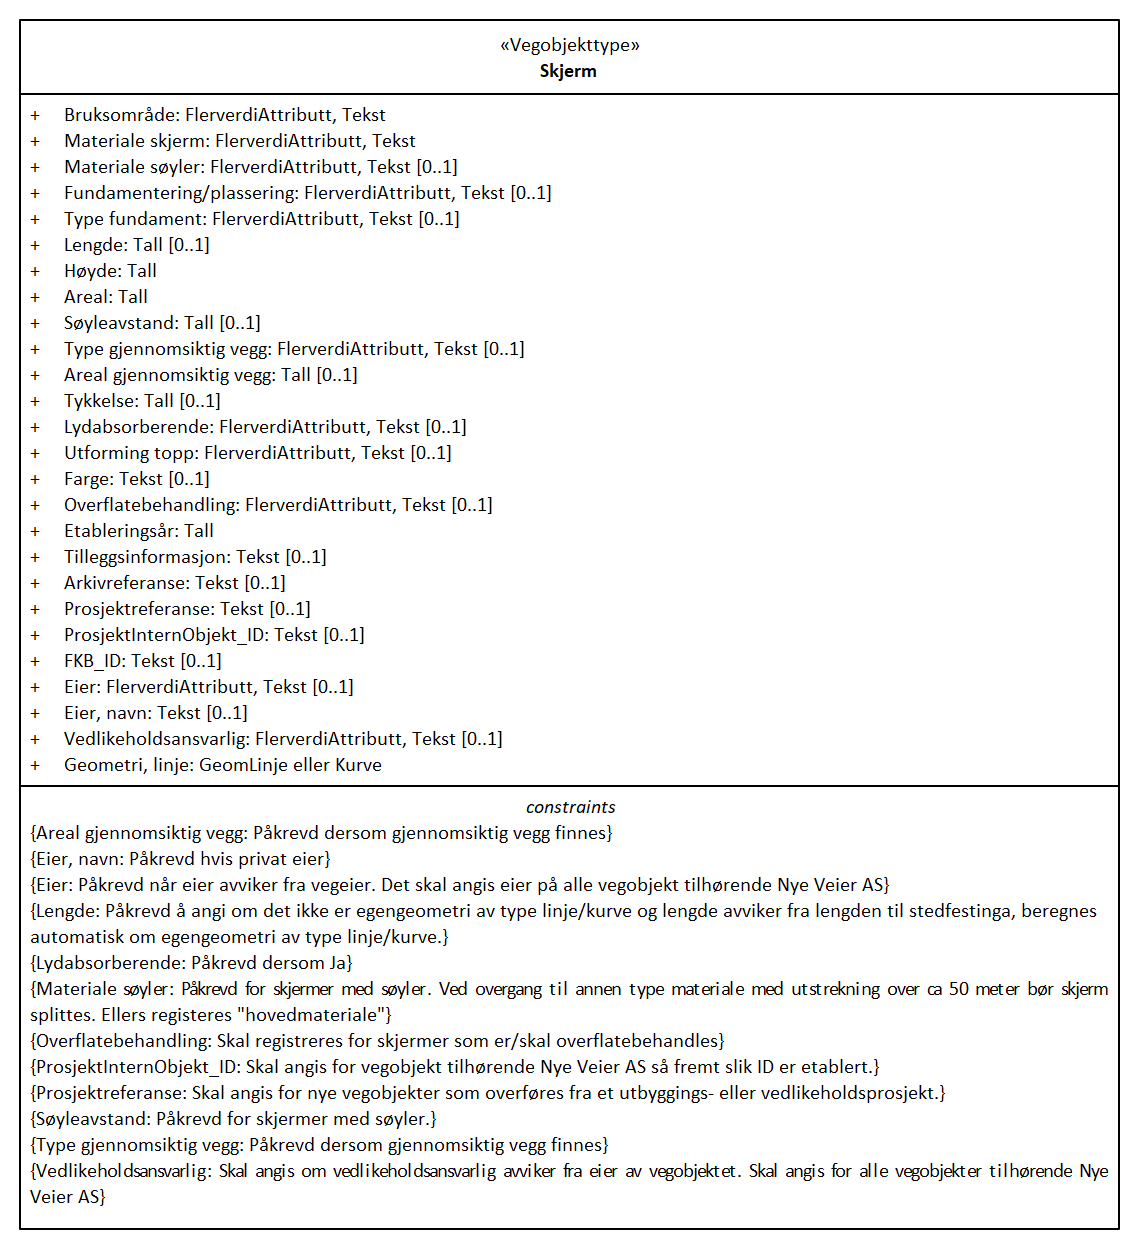 «Vegobjekttype»
Skjerm
+ Bruksområde: FlerverdiAttributt, Tekst
+ Materiale skjerm: FlerverdiAttributt, Tekst
+ Materiale søyler: FlerverdiAttributt, Tekst [0..1]
+ Fundamentering/plassering: FlerverdiAttributt, Tekst [0..1]
+ Type fundament: FlerverdiAttributt, Tekst [0..1]
+ Lengde: Tall [0..1]
+ Høyde: Tall
+ Areal: Tall
+ Søyleavstand: Tall [0..1]
+ Type gjennomsiktig vegg: FlerverdiAttributt, Tekst [0..1]
+ Areal gjennomsiktig vegg: Tall [0..1]
+ Tykkelse: Tall [0..1]
+ Lydabsorberende: FlerverdiAttributt, Tekst [0..1]
+ Utforming topp: FlerverdiAttributt, Tekst [0..1]
+ Farge: Tekst [0..1]
+ Overflatebehandling: FlerverdiAttributt, Tekst [0..1]
+ Etableringsår: Tall
+ Tilleggsinformasjon: Tekst [0..1]
+ Arkivreferanse: Tekst [0..1]
+ Prosjektreferanse: Tekst [0..1]
+ ProsjektInternObjekt_ID: Tekst [0..1]
+ FKB_ID: Tekst [0..1]
+ Eier: FlerverdiAttributt, Tekst [0..1]
+ Eier, navn: Tekst [0..1]
+ Vedlikeholdsansvarlig: FlerverdiAttributt, Tekst [0..1]
+ Geometri, linje: GeomLinje eller Kurve
constraints
{Areal gjennomsiktig vegg: Påkrevd dersom gjennomsiktig vegg finnes}
{Eier, navn: Påkrevd hvis privat eier}
{Eier: Påkrevd når eier avviker fra vegeier. Det skal angis eier på alle vegobjekt tilhørende Nye Veier AS}
{Lengde: Påkrevd å angi om det ikke er egengeometri av type linje/kurve og lengde avviker fra lengden til stedfestinga, beregnes
automatisk om egengeometri av type linje/kurve.}
{Lydabsorberende: Påkrevd dersom Ja}
{Materiale søyler: Påkrevd for skjermer med søyler. Ved overgang til annen type materiale med utstrekning over ca 50 meter bør skjerm
splittes. Ellers registeres "hovedmateriale"}
{Overflatebehandling: Skal registreres for skjermer som er/skal overflatebehandles}
{ProsjektInternObjekt_ID: Skal angis for vegobjekt tilhørende Nye Veier AS så fremt slik ID er etablert.}
{Prosjektreferanse: Skal angis for nye vegobjekter som overføres fra et utbyggings- eller vedlikeholdsprosjekt.}
{Søyleavstand: Påkrevd for skjermer med søyler.}
{Type gjennomsiktig vegg: Påkrevd dersom gjennomsiktig vegg finnes}
{Vedlikeholdsansvarlig: Skal angis om vedlikeholdsansvarlig avviker fra eier av vegobjektet. Skal angis for alle vegobjekter tilhørende Nye
Veier AS}